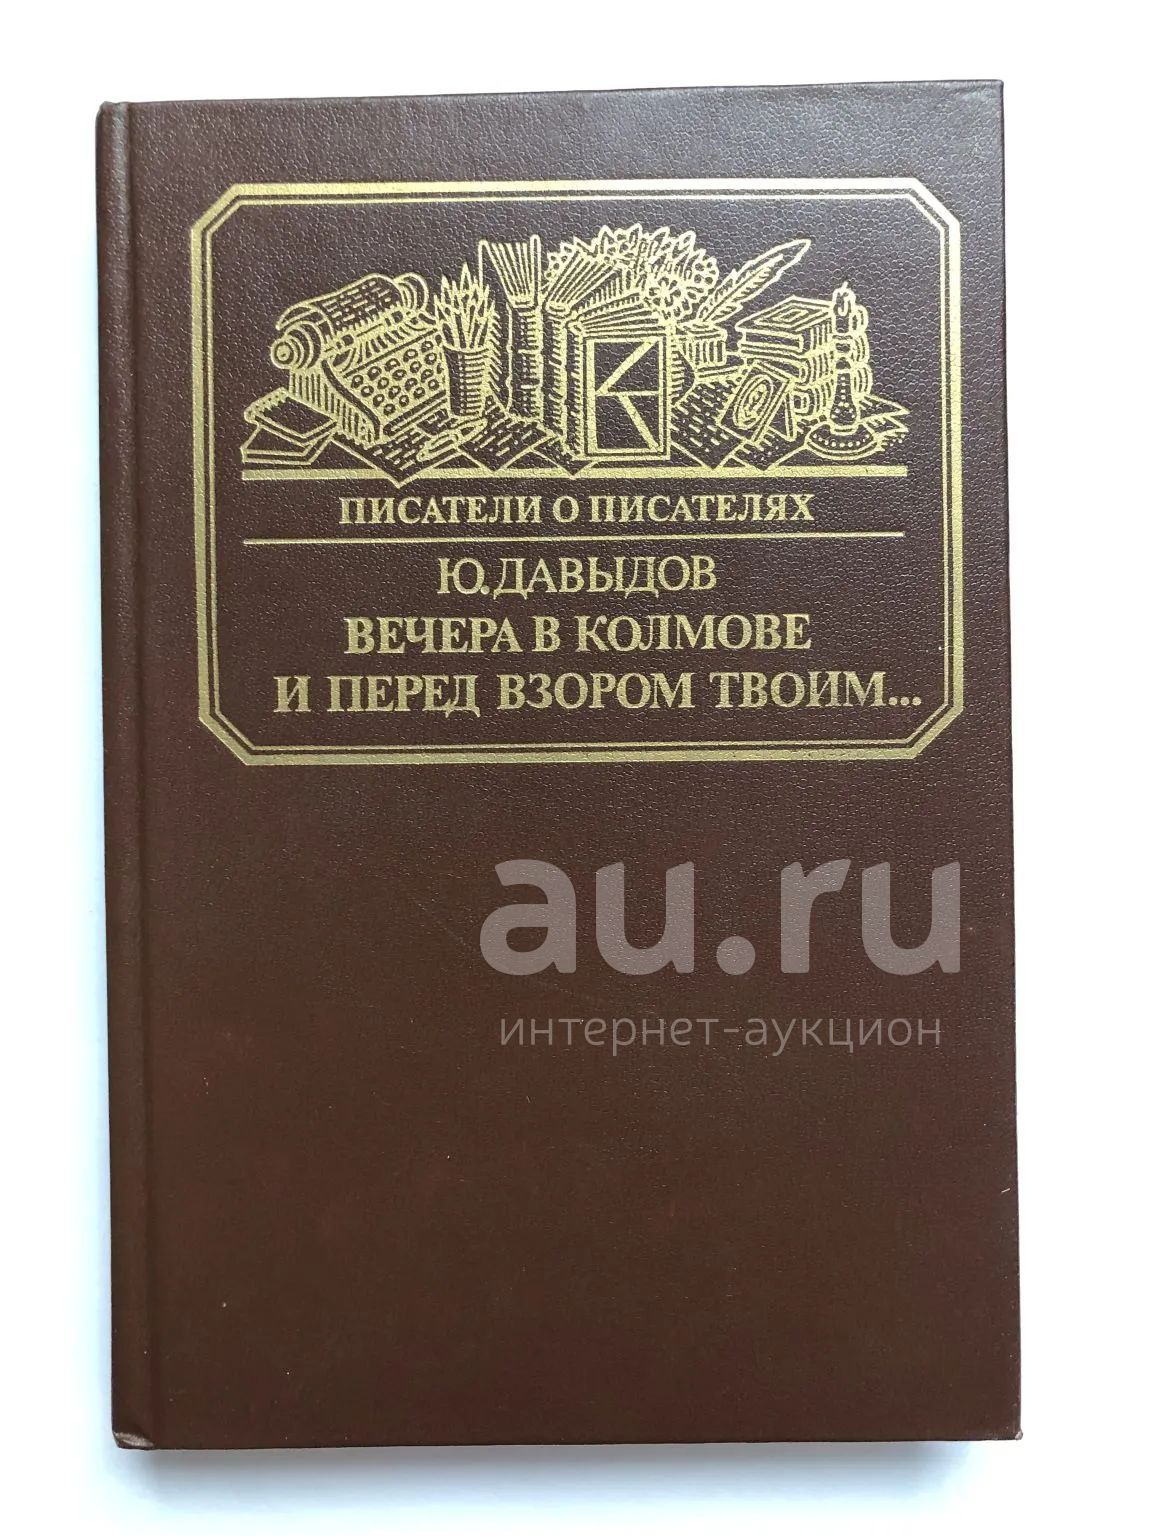 ПИСАТЕЛИ О ПИСАТЕЛЯХ
Ю.ДАВЫДОВ
ВЕЧЕРА В КОЛМОВЕ
И ПЕРЕД ВЗОРОМ ТВОИМ...
au.ru
интернет-аукцион